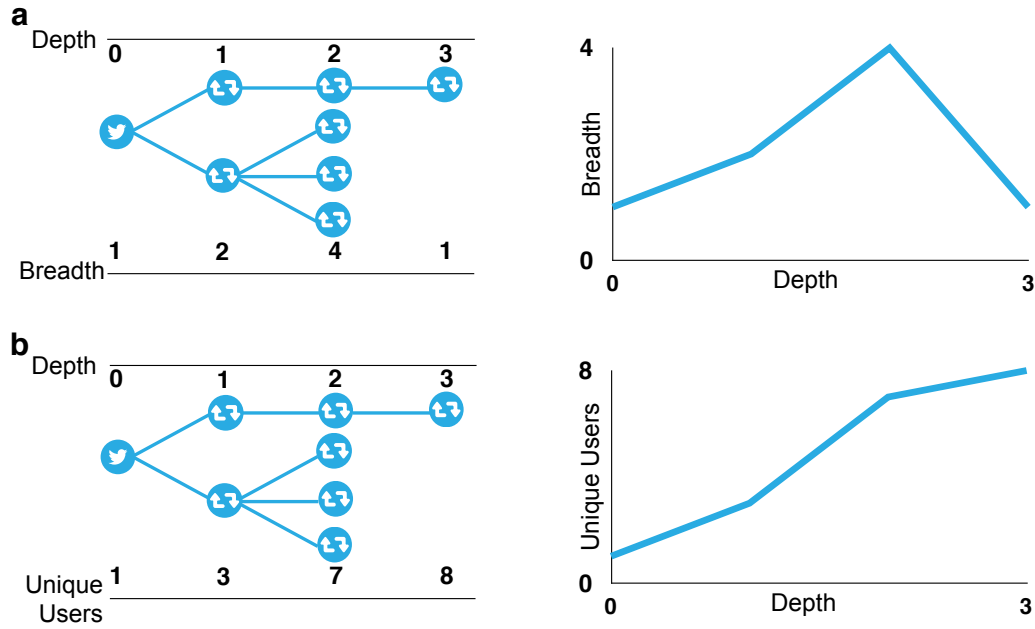 a
Depth
0 1 2 3
1 2 4 1
Breadth
4
Breadth
0
0 Depth 3
b
Depth
0 1 2 3
1 3 7 8
Unique
Users
8
Unique Users
0
0 Depth 3